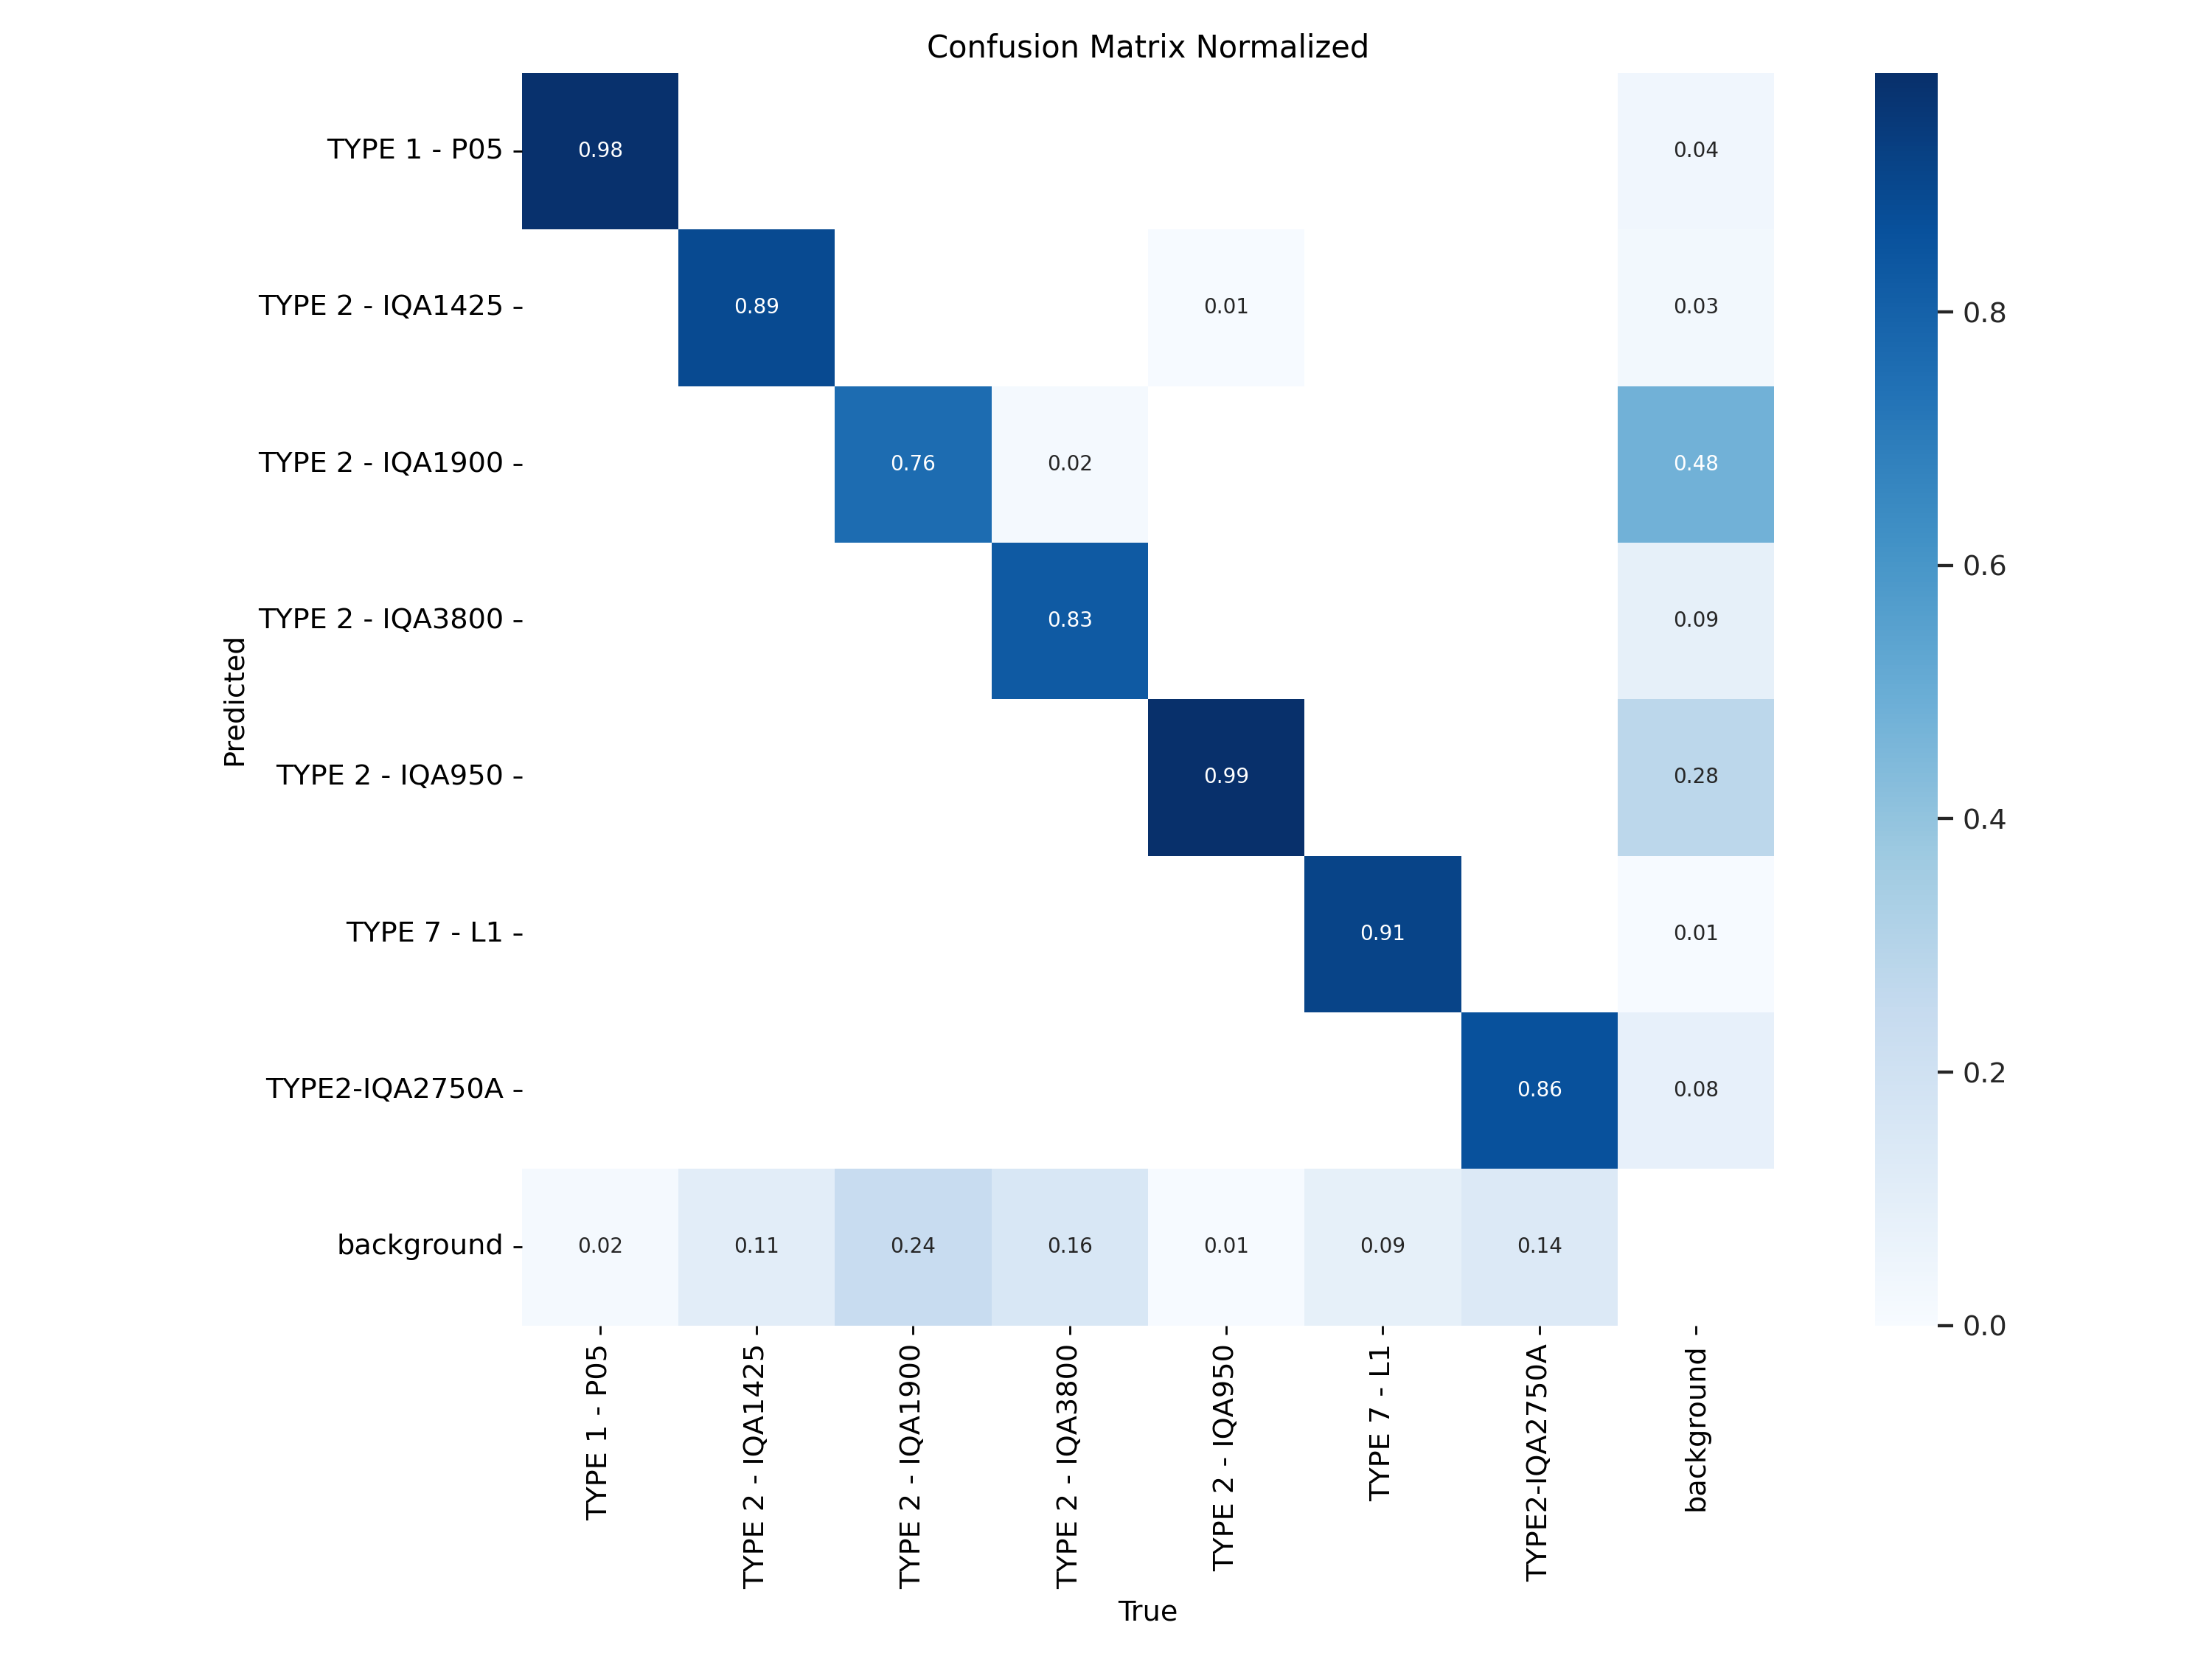 Confusion Matrix Normalized
TYPE 1 - P05
0.98
0.04
TYPE 2 - IQA1425
0.89
0.01
0.03
0.8
TYPE 2 - IQA1900
0.76
0.02
0.48
0.6
TYPE 2 - IQA3800
0.83
0.09
Predicted
TYPE 2 - IQA950
0.99
0.28
0.4
TYPE 7 - L1
0.91
0.01
TYPE2-IQA2750A
0.86
0.08
0.2
background
0.02
0.11
0.24
0.16
0.01
0.09
0.14
0.0
TYPE 1 - P05
TYPE 2 - IQA1425
TYPE 2 - IQA1900
TYPE 2 - IQA3800
TYPE 2 - IQA950
TYPE 7 - L1
TYPE2-IQA2750A
background
True